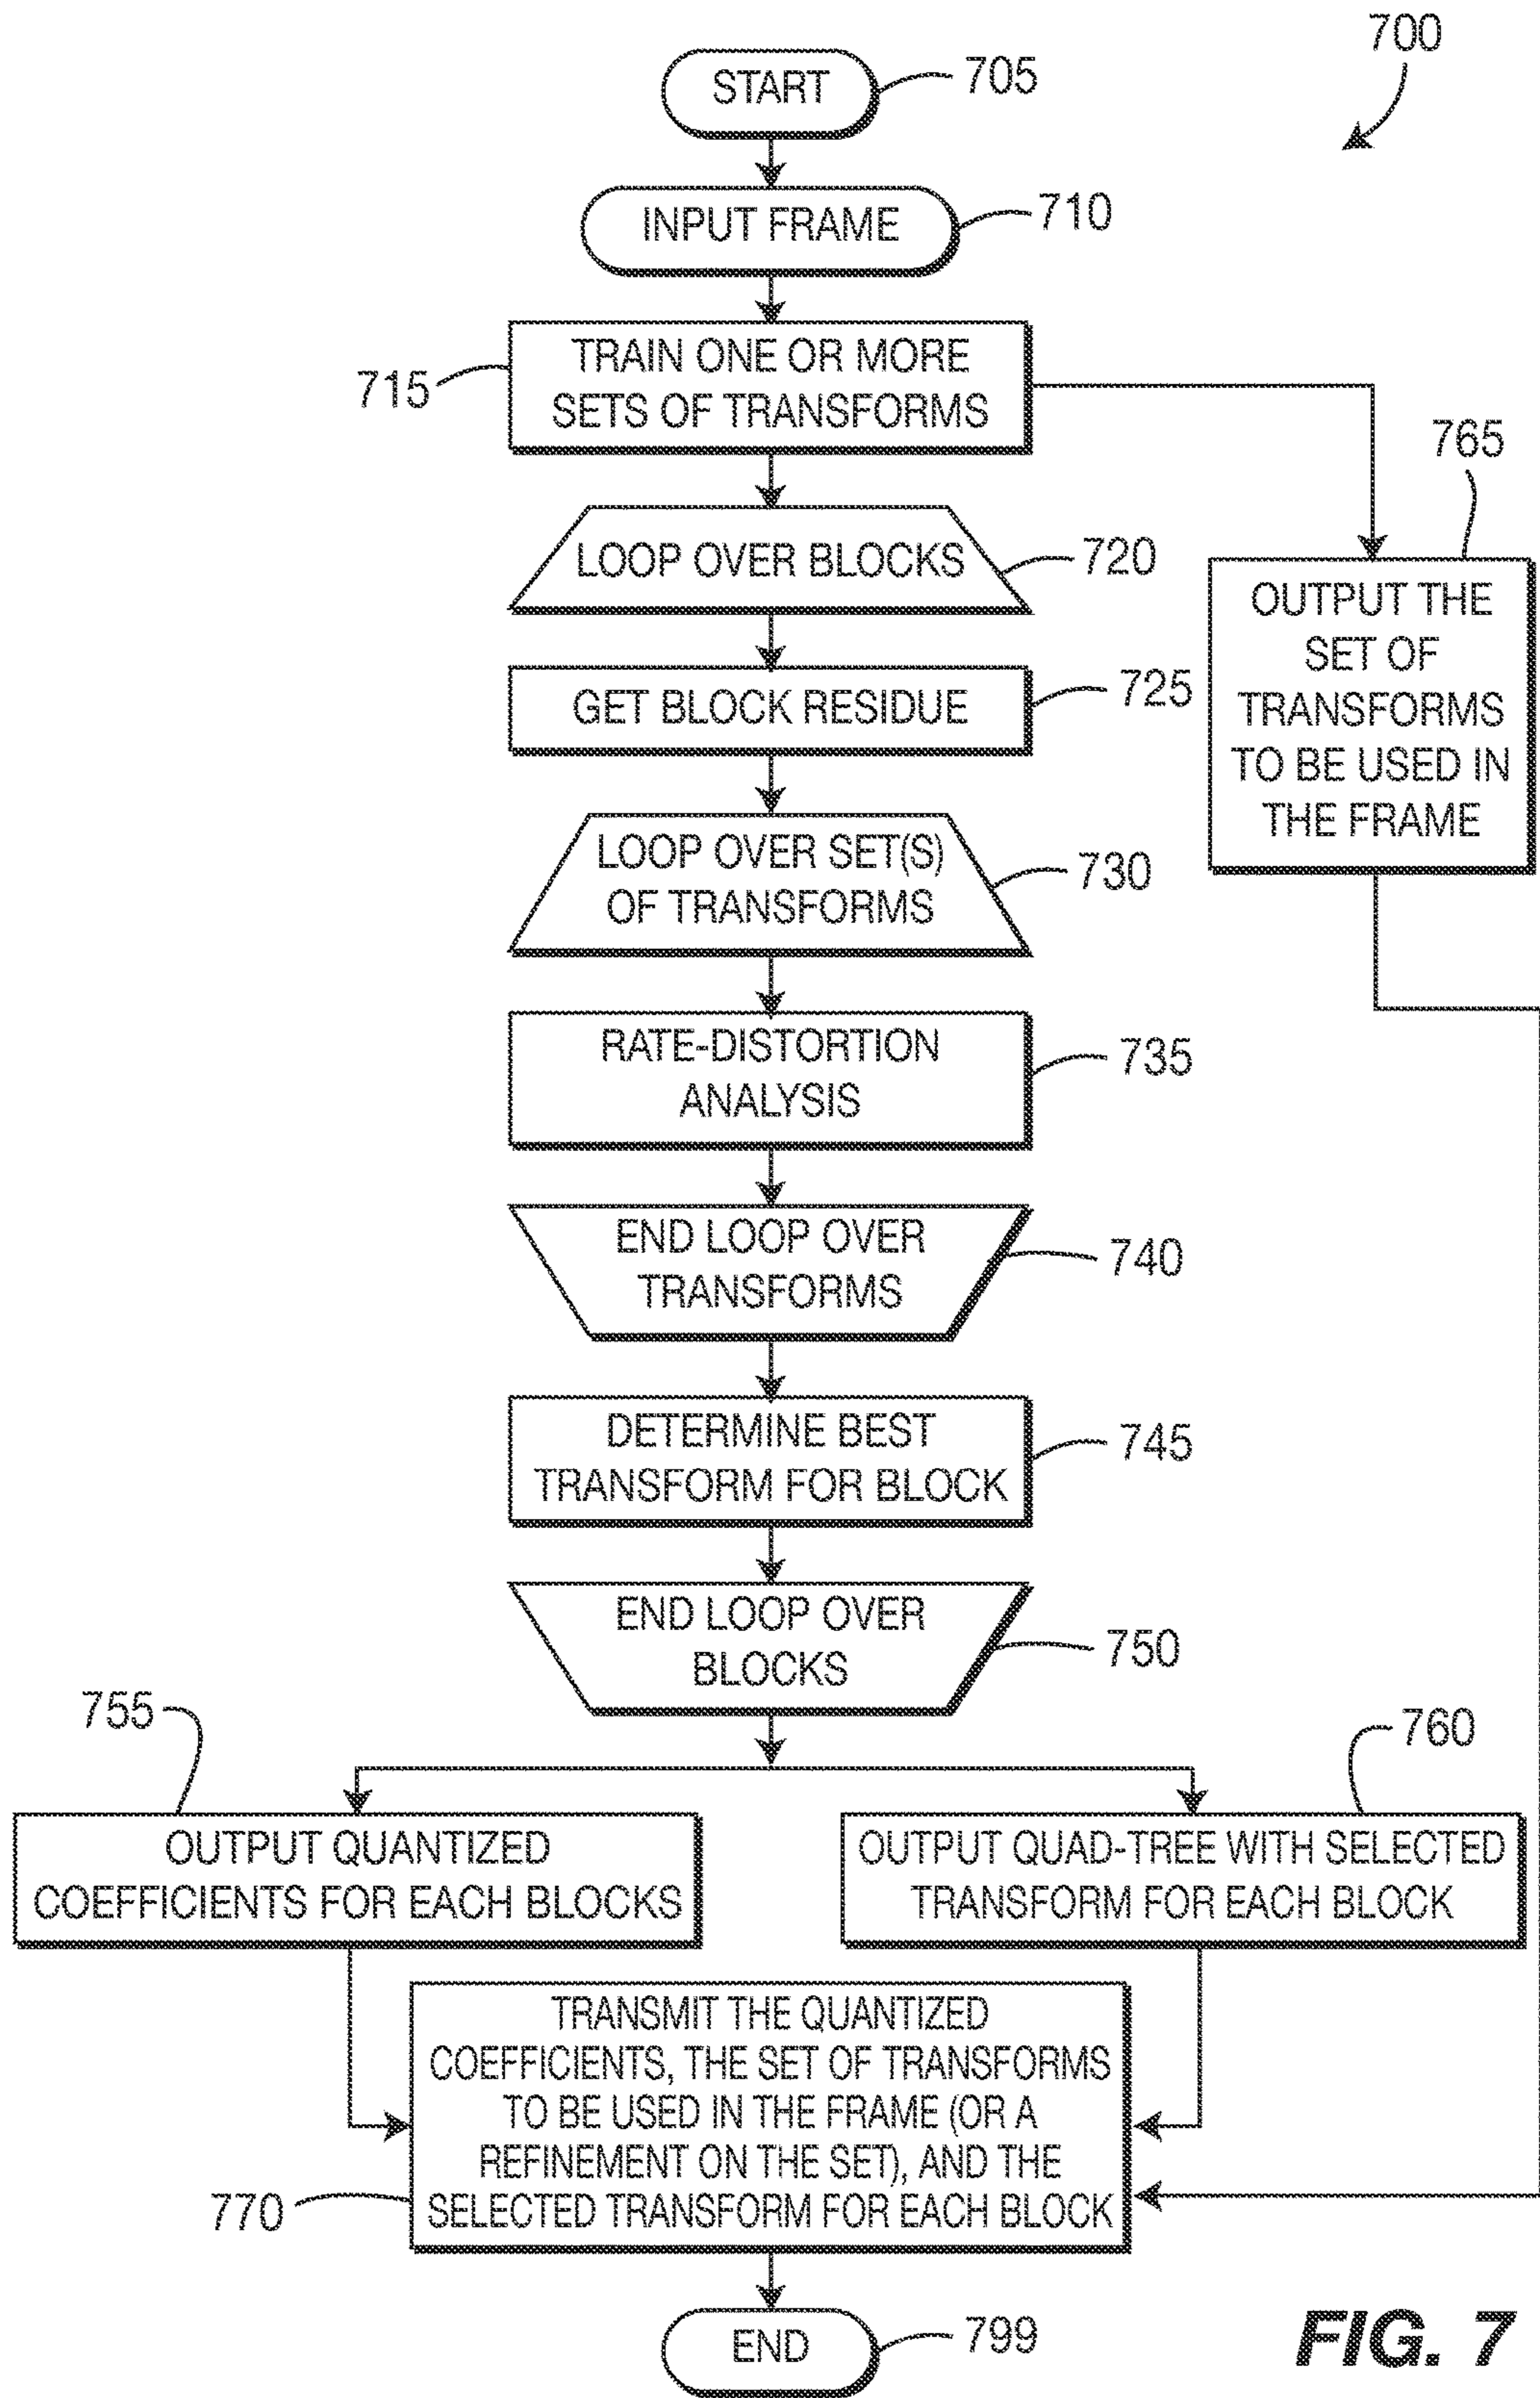 700
START
705
INPUT FRAME
710
TRAIN ONE OR MORE
SETS OF TRANSFORMS
715
765
LOOP OVER BLOCKS
720
OUTPUT THE
SET OF
TRANSFORMS
TO BE USED IN
THE FRAME
GET BLOCK RESIDUE
725
LOOP OVER SET(S)
OF TRANSFORMS
730
RATE-DISTORTION
ANALYSIS
735
END LOOP OVER
TRANSFORMS
740
DETERMINE BEST
TRANSFORM FOR BLOCK
745
END LOOP OVER
BLOCKS
750
755
760
OUTPUT QUANTIZED
COEFFICIENTS FOR EACH BLOCKS
OUTPUT QUAD-TREE WITH SELECTED
TRANSFORM FOR EACH BLOCK
TRANSMIT THE QUANTIZED
COEFFICIENTS, THE SET OF TRANSFORMS
TO BE USED IN THE FRAME (OR A
REFINEMENT ON THE SET), AND THE
SELECTED TRANSFORM FOR EACH BLOCK
770
END
799
FIG. 7